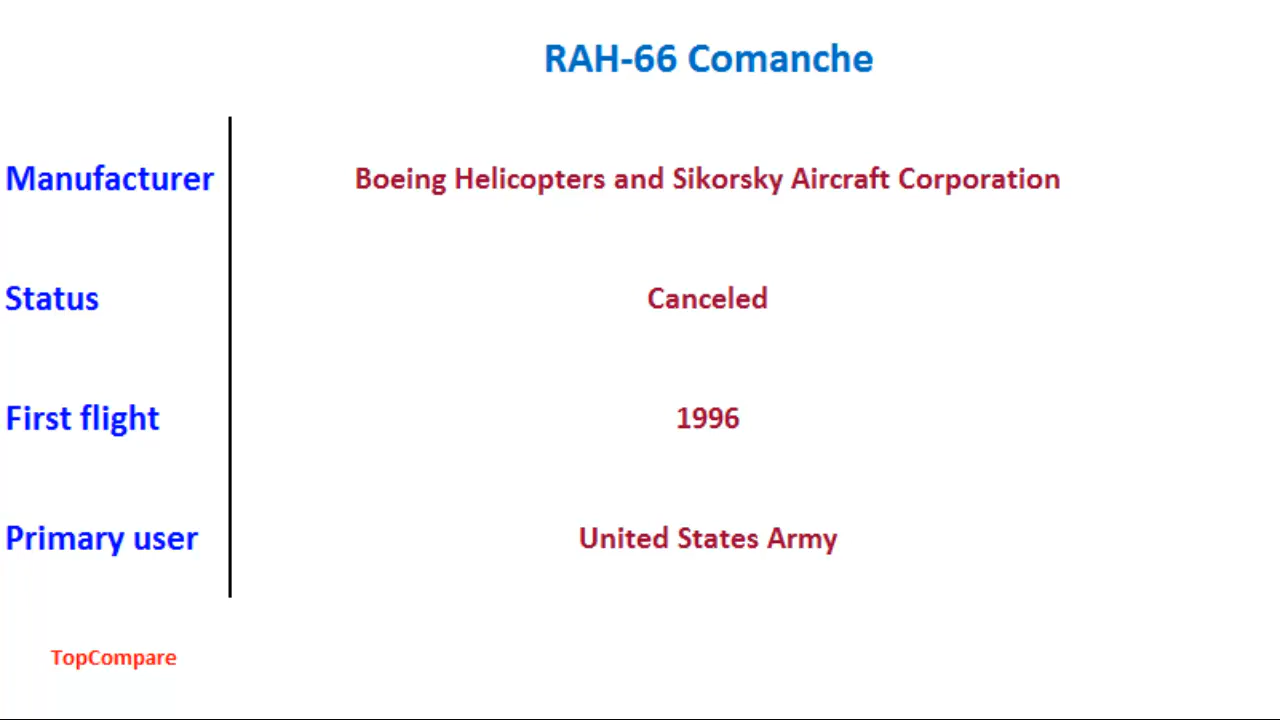 RAH-66 Comanche
Manufacturer Boeing Helicopters and Sikorsky Aircraft Corporation
Status Canceled
First flight 1996
Primary user United States Army
TopCompare